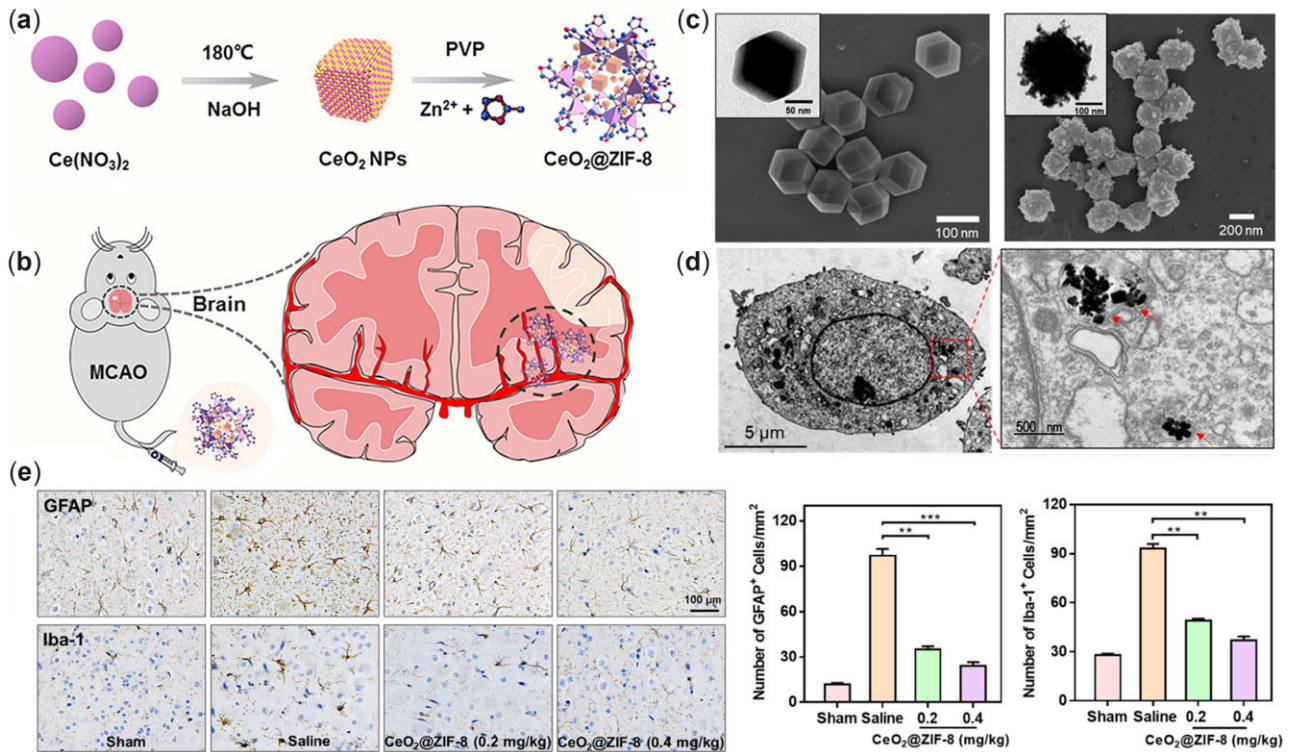 (a)
180℃
NaOH
PVP
Zn²⁺ +
Ce(NO₃)₂
CeO₂ NPs
CeO₂@ZIF-8
(b)
Brain
MCAO
(c)
50 nm
100 nm
100 nm
200 nm
(d)
5 μm
500 nm
(e)
GFAP
100 μm
Iba-1
Sham
Saline
CeO₂@ZIF-8 (0.2 mg/kg)
CeO₂@ZIF-8 (0.4 mg/kg)
Number of GFAP⁺ Cells/mm²
120
90
60
30
0
**
***
Sham
Saline
0.2
0.4
CeO₂@ZIF-8 (mg/kg)
Number of Iba-1⁺ Cells/mm²
120
90
60
30
0
**
**
Sham
Saline
0.2
0.4
CeO₂@ZIF-8 (mg/kg)